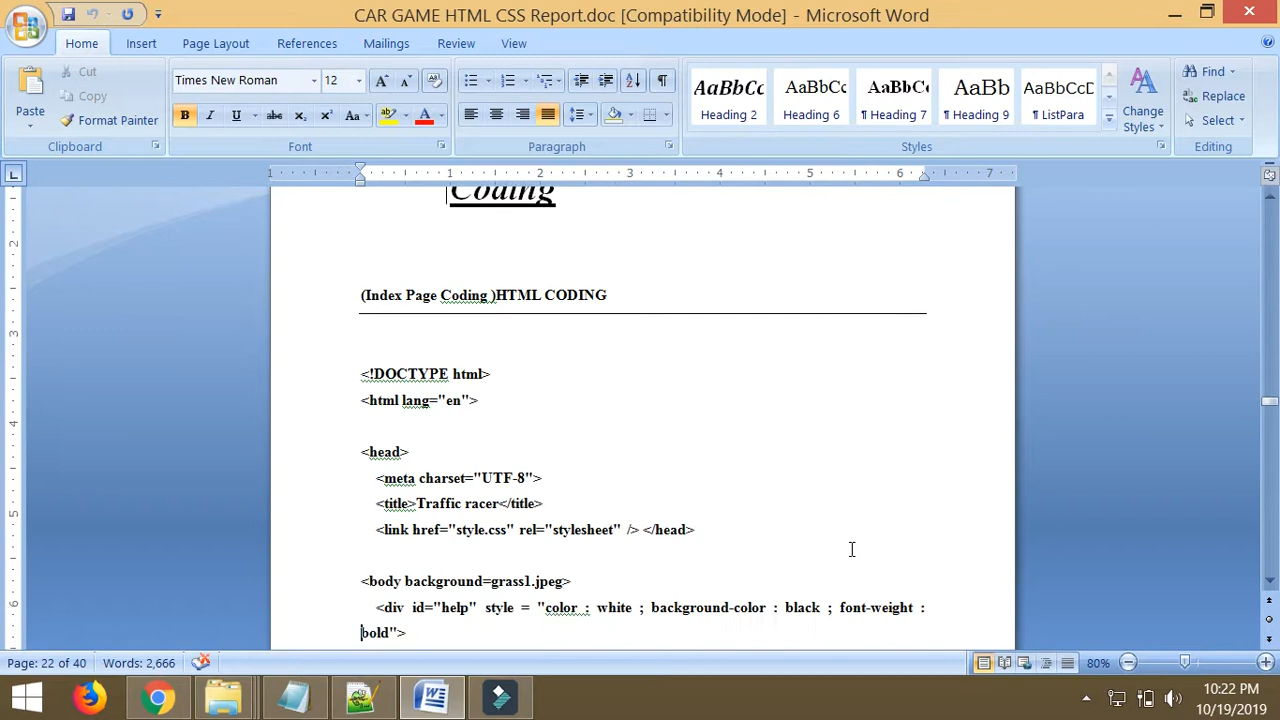 CAR GAME HTML CSS Report.doc [Compatibility Mode] - Microsoft Word
Home Insert Page Layout References Mailings Review View
Paste
Cut
Copy
Format Painter
Clipboard
Times New Roman 12
Font
Paragraph
AaBbCc AaBbCc AaBbCc AaBb AaBbCcD
Heading 2 Heading 6 ¶ Heading 7 ¶ Heading 9 ¶ ListPara
Change Styles
Styles
Find
Replace
Select
Editing
Coding
(Index Page Coding )HTML CODING
<!DOCTYPE html>
<html lang="en">
<head>
<meta charset="UTF-8">
<title>Traffic racer</title>
<link href="style.css" rel="stylesheet" /> </head>
<body background=grass1.jpeg>
<div id="help" style = "color : white ; background-color : black ; font-weight :
bold">
Page: 22 of 40 Words: 2,666 80%
10:22 PM
10/19/2019